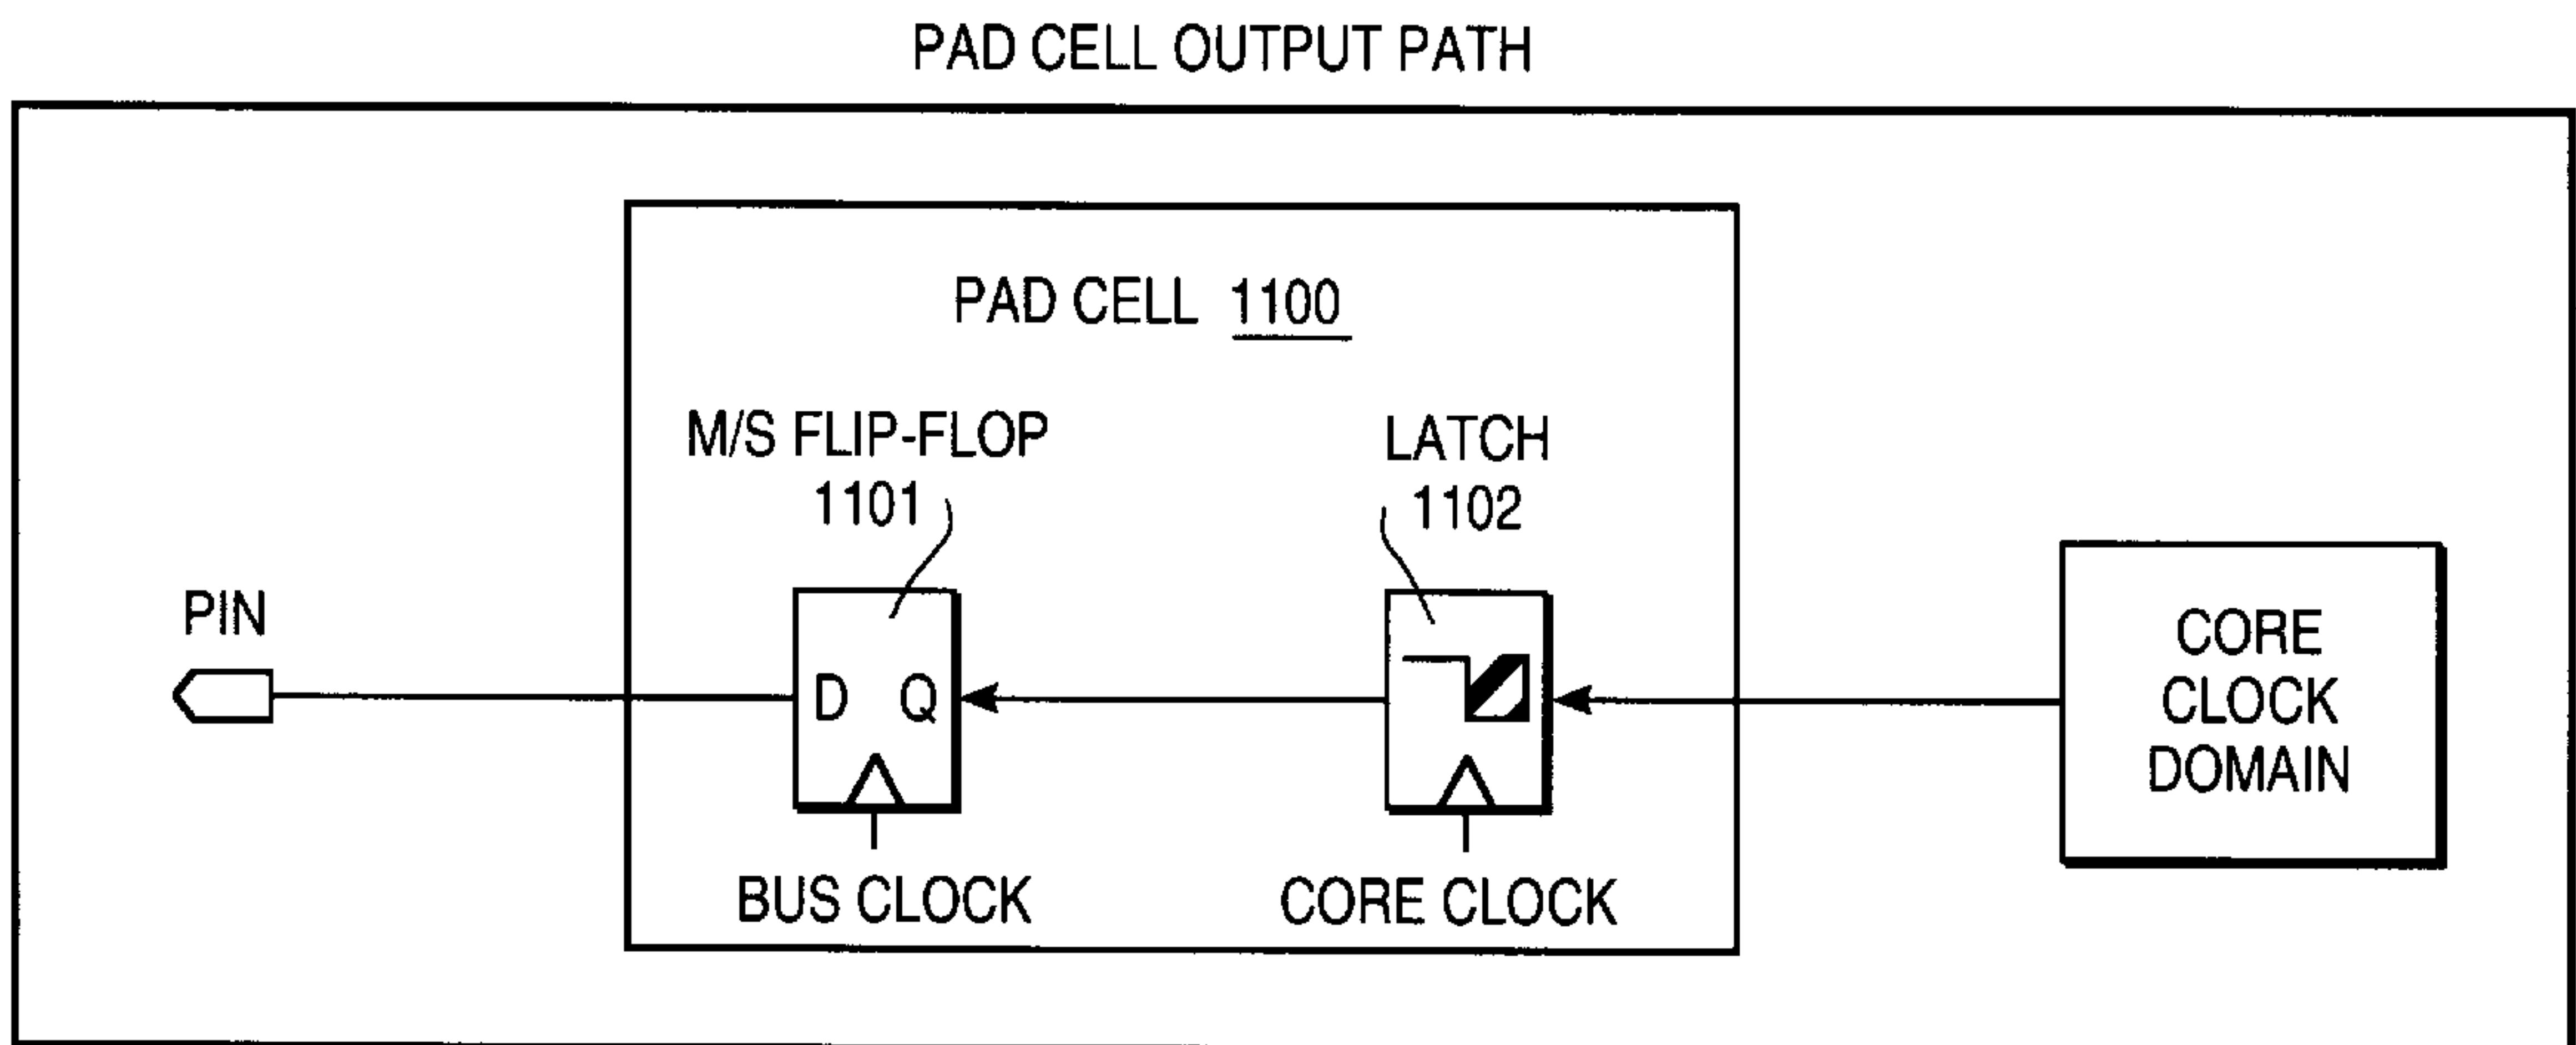 PAD CELL OUTPUT PATH
PAD CELL 1100
M/S FLIP-FLOP
1101
LATCH
1102
PIN
D Q
CORE
CLOCK
DOMAIN
BUS CLOCK
CORE CLOCK